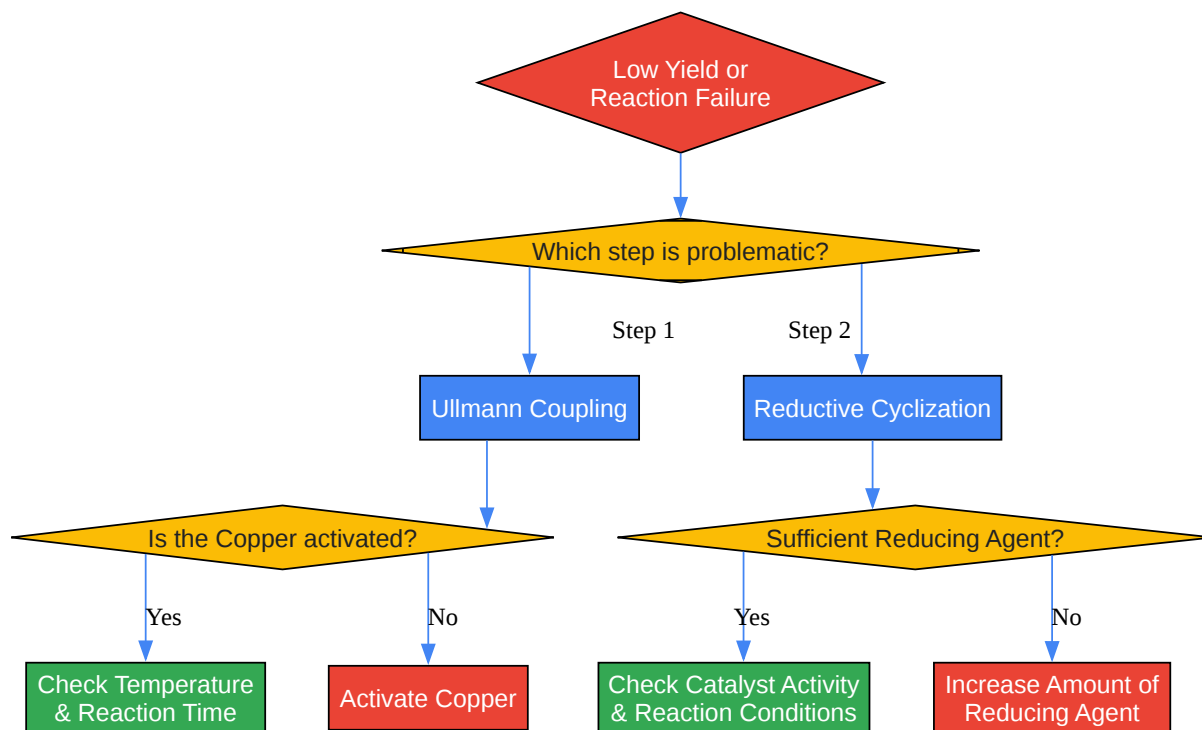 Low Yield or
Reaction Failure
Which step is problematic?
Step 1
Step 2
Ullmann Coupling
Reductive Cyclization
Is the Copper activated?
Sufficient Reducing Agent?
Yes
No
Yes
No
Check Temperature
& Reaction Time
Activate Copper
Check Catalyst Activity
& Reaction Conditions
Increase Amount of
Reducing Agent